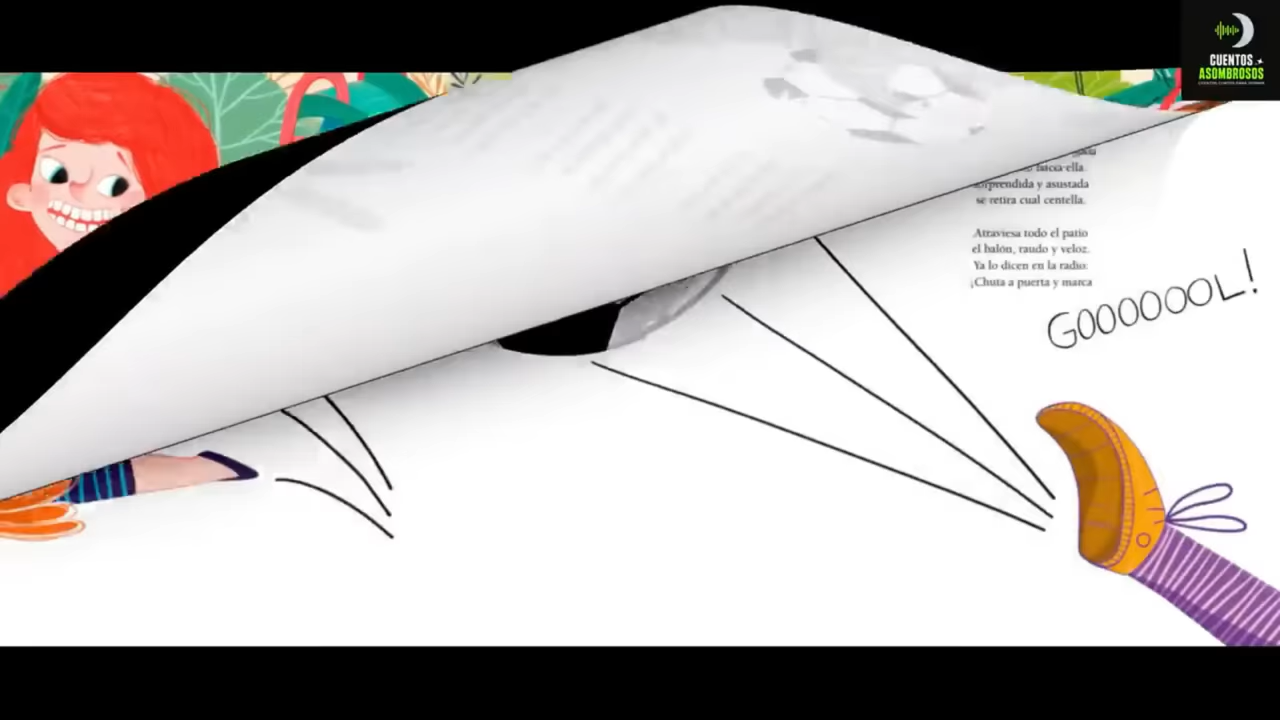 CUENTOS
ASOMBROSOS
hacia ella.
sorprendida y asustada
se retira cual centella.
Atraviesa todo el patio
el balón, raudo y veloz.
Ya lo dicen en la radio:
¡Chuta a puerta y marca
GOOOOOOL!